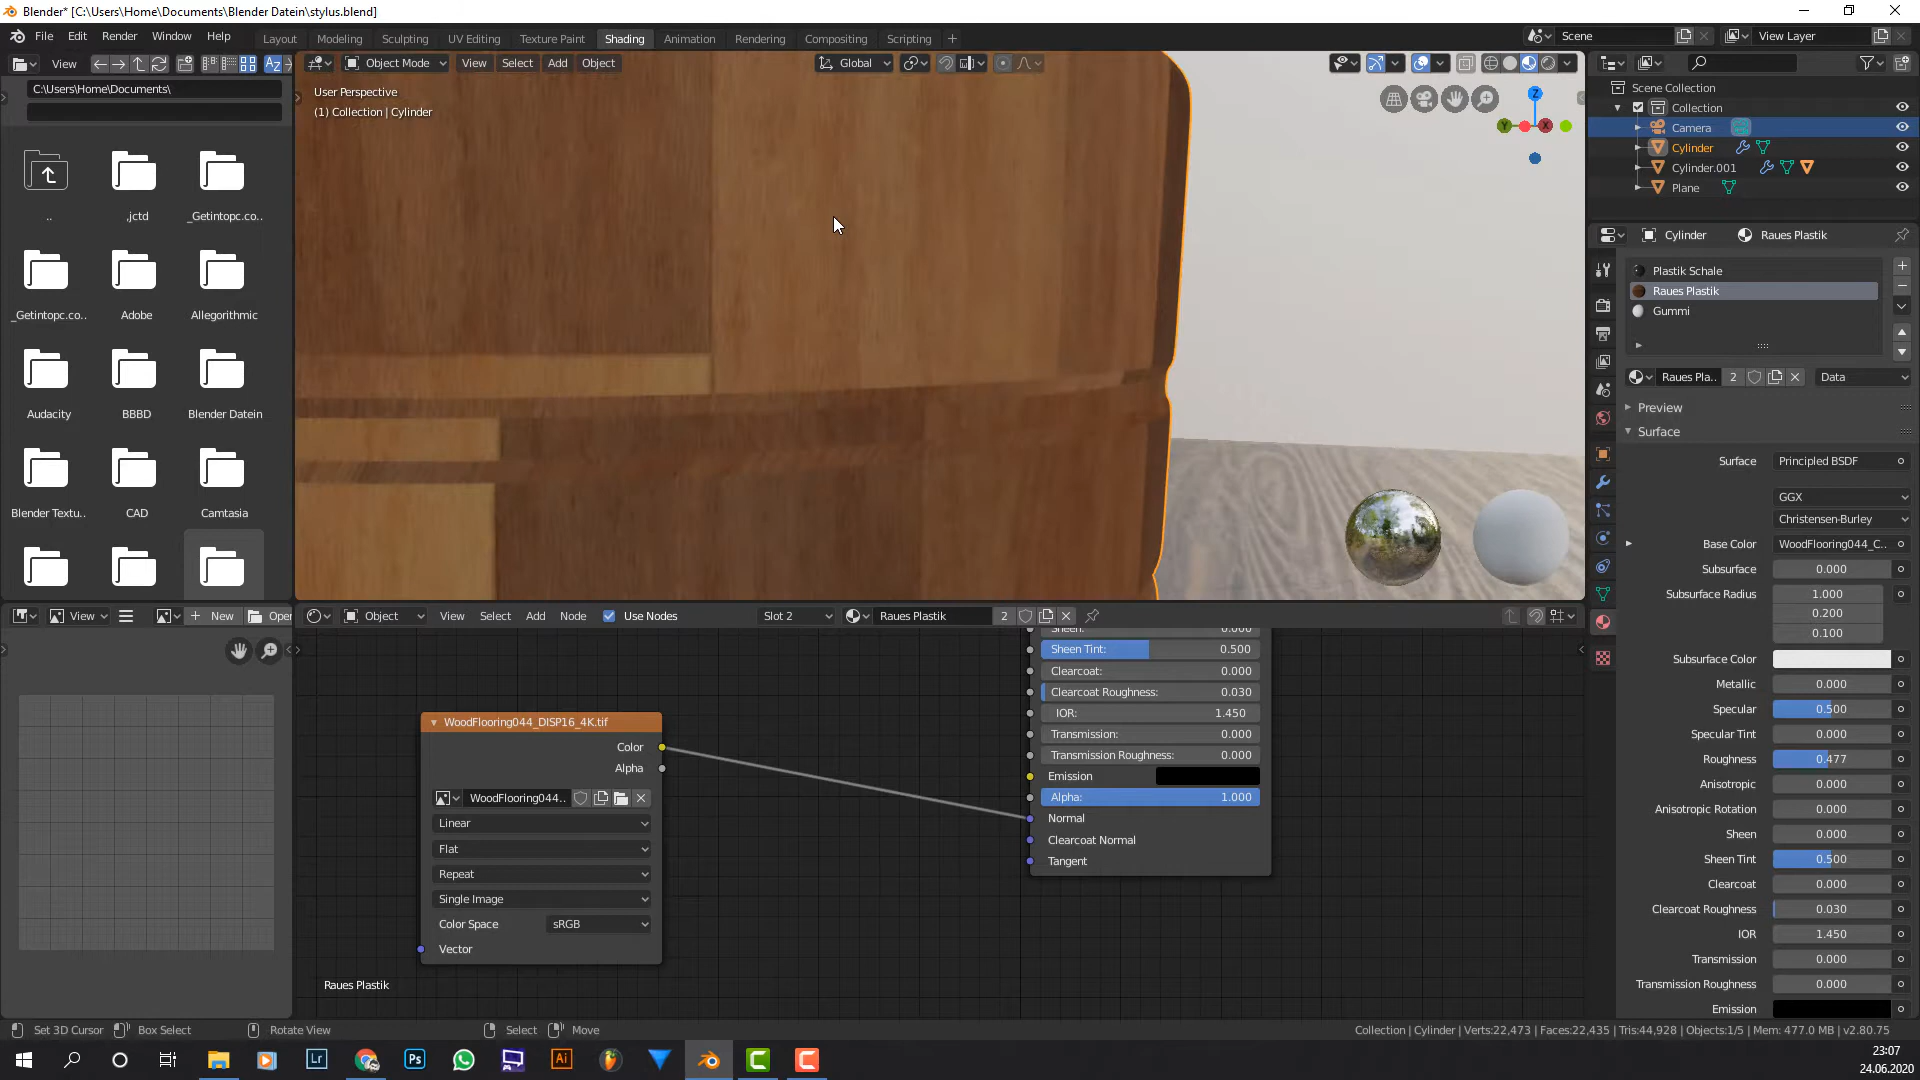 Blender* [C:\Users\Home\Documents\Blender Datein\stylus.blend]
File Edit Render Window Help
Layout Modeling Sculpting UV Editing Texture Paint Shading Animation Rendering Compositing Scripting
Scene
View Layer
View
C:\Users\Home\Documents\
..
.jctd
_Getintopc.co..
_Getintopc.co..
Adobe
Allegorithmic
Audacity
BBBD
Blender Datein
Blender Textu..
CAD
Camtasia
Object Mode View Select Add Object
Global
User Perspective
(1) Collection | Cylinder
Z
Y
X
Scene Collection
Collection
Camera
Cylinder
Cylinder.001
Plane
Cylinder
Raues Plastik
Plastik Schale
Raues Plastik
Gummi
Raues Pla.. 2
Data
Preview
Surface
Surface Principled BSDF
GGX
Christensen-Burley
Base Color WoodFlooring044_C..
Subsurface 0.000
Subsurface Radius 1.000
0.200
0.100
Subsurface Color
Metallic 0.000
Specular 0.500
Specular Tint 0.000
Roughness 0.477
Anisotropic 0.000
Anisotropic Rotation 0.000
Sheen 0.000
Sheen Tint 0.500
Clearcoat 0.000
Clearcoat Roughness 0.030
IOR 1.450
Transmission 0.000
Transmission Roughness 0.000
Emission
View
New
Open
Object View Select Add Node Use Nodes Slot 2 Raues Plastik 2
Sheen: 0.000
Sheen Tint: 0.500
Clearcoat: 0.000
Clearcoat Roughness: 0.030
IOR: 1.450
Transmission: 0.000
Transmission Roughness: 0.000
Emission
Alpha: 1.000
Normal
Clearcoat Normal
Tangent
WoodFlooring044_DISP16_4K.tif
Color
Alpha
WoodFlooring044..
Linear
Flat
Repeat
Single Image
Color Space sRGB
Vector
Raues Plastik
Set 3D Cursor Box Select Rotate View Select Move
Collection | Cylinder | Verts:22,473 | Faces:22,435 | Tris:44,928 | Objects:1/5 | Mem: 477.0 MB | v2.80.75
Lr
Ps
Ai
23:07
24.06.2020